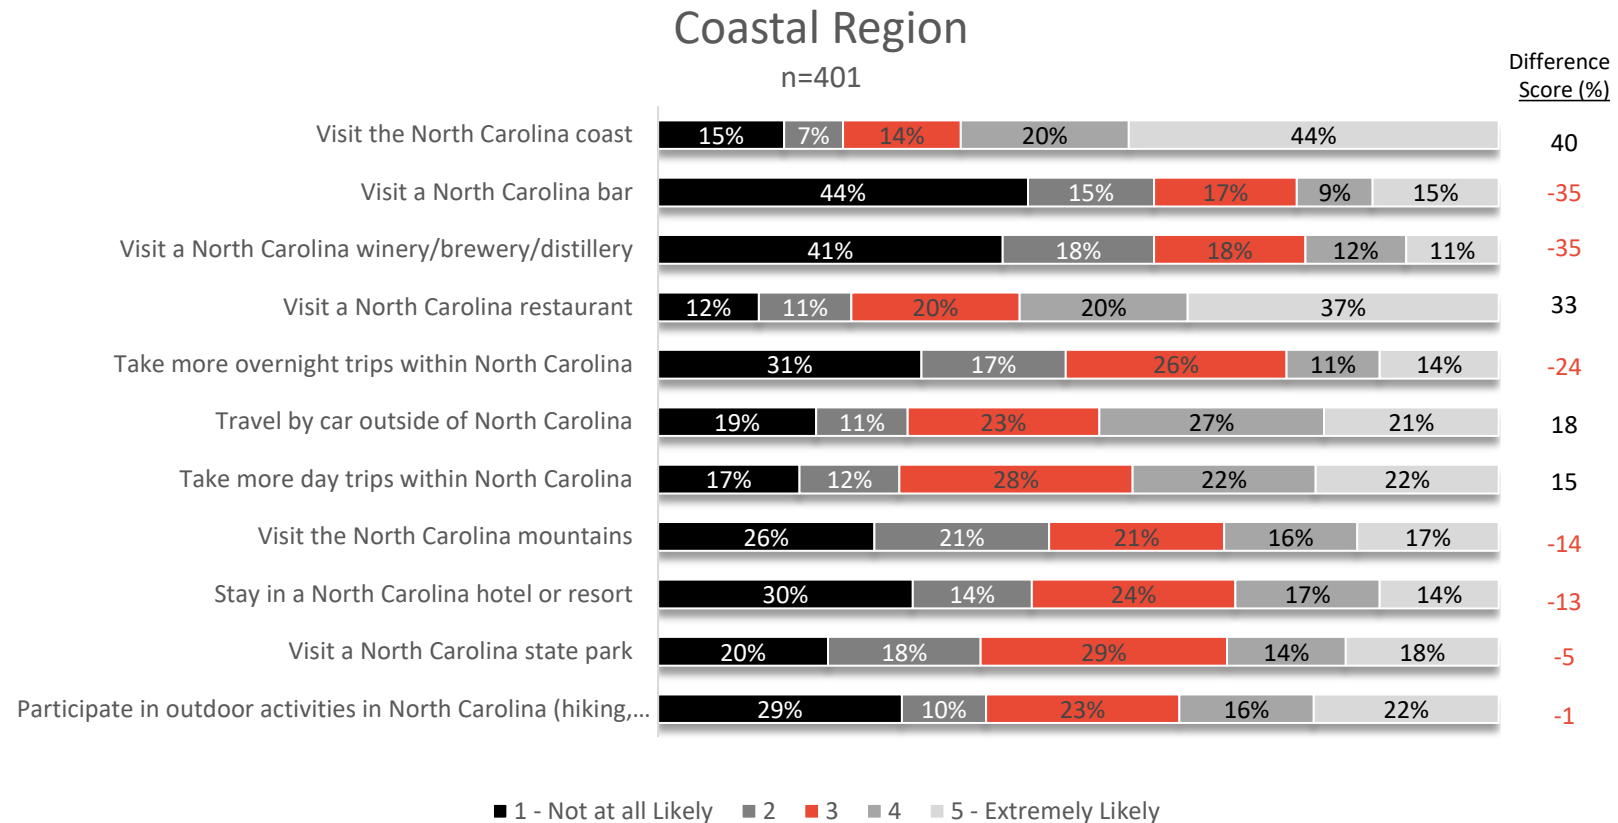 Coastal Region
n=401
Difference
Score (%)
Visit the North Carolina coast 15% 7% 14% 20% 44% 40
Visit a North Carolina bar 44% 15% 17% 9% 15% -35
Visit a North Carolina winery/brewery/distillery 41% 18% 18% 12% 11% -35
Visit a North Carolina restaurant 12% 11% 20% 20% 37% 33
Take more overnight trips within North Carolina 31% 17% 26% 11% 14% -24
Travel by car outside of North Carolina 19% 11% 23% 27% 21% 18
Take more day trips within North Carolina 17% 12% 28% 22% 22% 15
Visit the North Carolina mountains 26% 21% 21% 16% 17% -14
Stay in a North Carolina hotel or resort 30% 14% 24% 17% 14% -13
Visit a North Carolina state park 20% 18% 29% 14% 18% -5
Participate in outdoor activities in North Carolina (hiking,... 29% 10% 23% 16% 22% -1
1 - Not at all Likely 2 3 4 5 - Extremely Likely